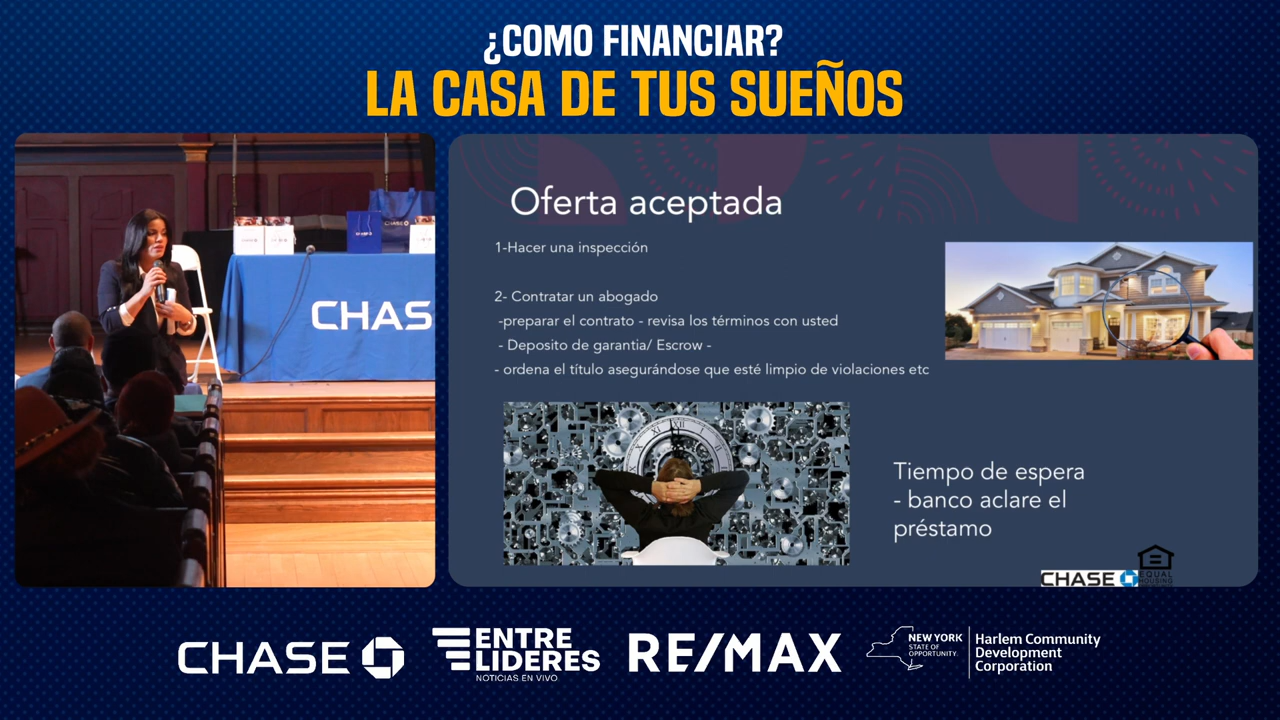 ¿COMO FINANCIAR?
LA CASA DE TUS SUEÑOS
CHASE
CHAS
Oferta aceptada
1-Hacer una inspección
2- Contratar un abogado
-preparar el contrato - revisa los términos con usted
- Deposito de garantia/ Escrow -
- ordena el título asegurándose que esté limpio de violaciones etc
Tiempo de espera
- banco aclare el
préstamo
CHASE
EQUAL
HOUSING
CHASE
ENTRE
LIDERES
NOTICIAS EN VIVO
RE/MAX
NEW YORK
STATE OF
OPPORTUNITY.
Harlem Community
Development
Corporation